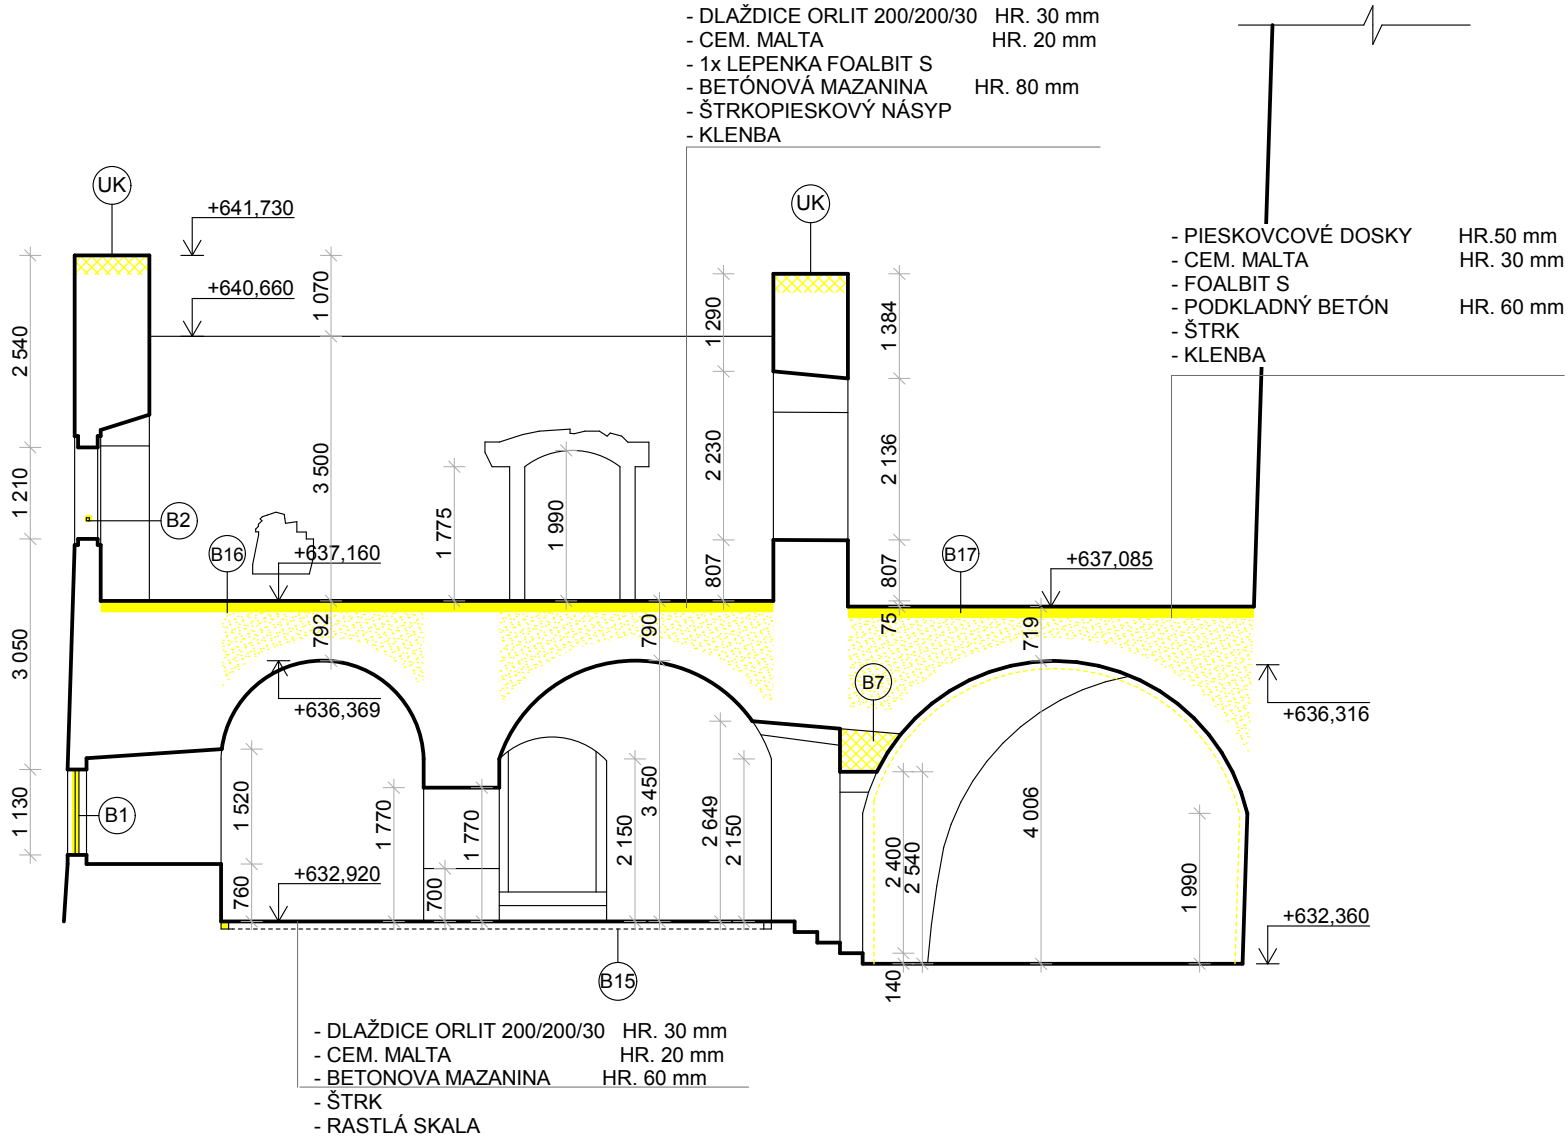 - DLAŽDICE ORLIT 200/200/30 HR. 30 mm
- CEM. MALTA HR. 20 mm
- 1x LEPENKA FOALBIT S
- BETÓNOVÁ MAZANINA HR. 80 mm
- ŠTRKOPIESKOVÝ NÁSYP
- KLENBA
UK
+641,730
UK
- PIESKOVCOVÉ DOSKY HR.50 mm
- CEM. MALTA HR. 30 mm
- FOALBIT S
- PODKLADNÝ BETÓN HR. 60 mm
- ŠTRK
- KLENBA
+640,660
1 070
2 540
1 290
1 384
3 500
2 230
2 136
1 210
B2
1 775
1 990
B16
+637,160
807
807
B17
+637,085
792
790
75
719
3 050
+636,369
B7
+636,316
1 130
B1
1 520
1 770
1 770
2 150
3 450
2 649
2 150
4 006
2 400
2 540
1 990
760
+632,920
700
+632,360
140
B15
- DLAŽDICE ORLIT 200/200/30 HR. 30 mm
- CEM. MALTA HR. 20 mm
- BETONOVA MAZANINA HR. 60 mm
- ŠTRK
- RASTLÁ SKALA